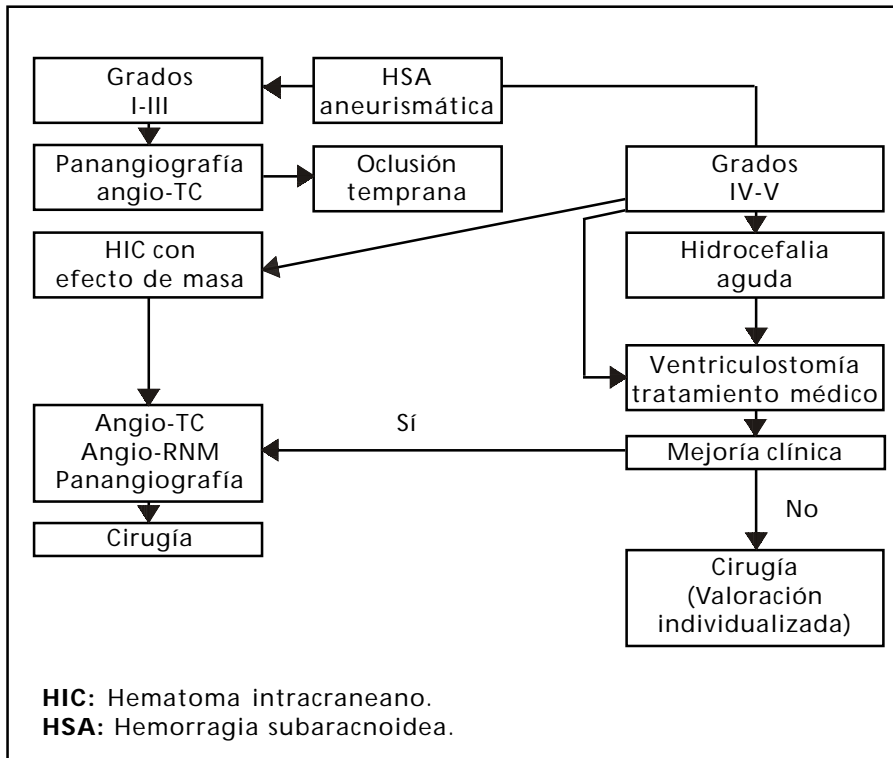 Grados
I-III
HSA
aneurismática
Panangiografía
angio-TC
Oclusión
temprana
Grados
IV-V
HIC con
efecto de masa
Hidrocefalia
aguda
Ventriculostomía
tratamiento médico
Angio-TC
Angio-RNM
Panangiografía
Sí
Mejoría clínica
Cirugía
No
Cirugía
(Valoración
individualizada)
HIC: Hematoma intracraneano.
HSA: Hemorragia subaracnoidea.